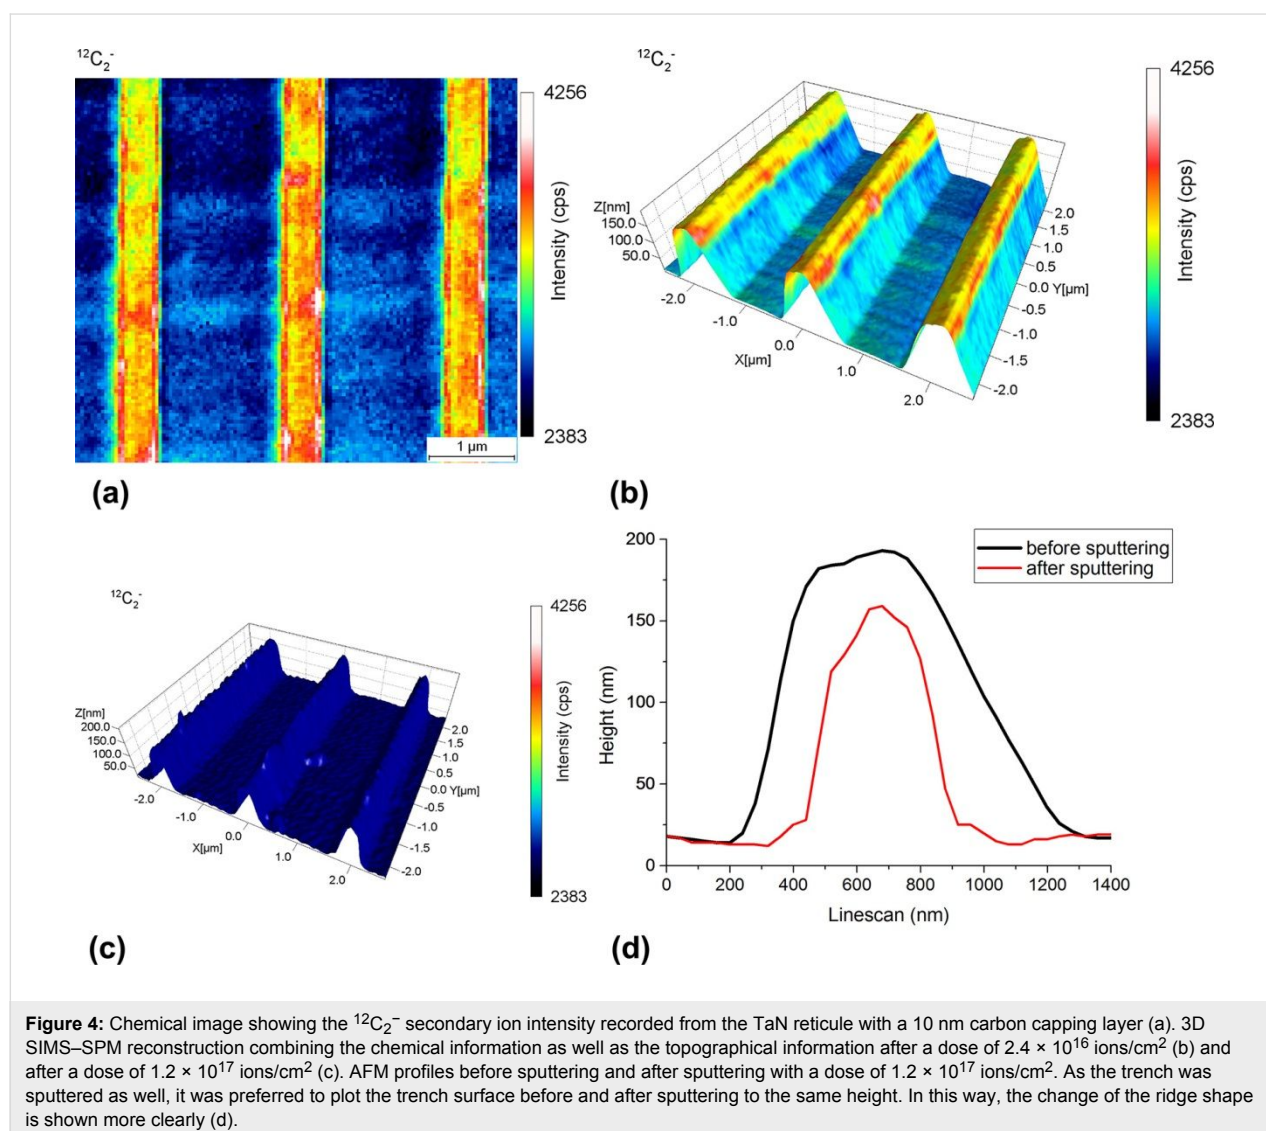 ¹²C₂⁻
4256
Intensity (cps)
2383
1 µm
(a)
¹²C₂⁻
4256
Intensity (cps)
2383
Z[nm]
150.0
100.0
50.0
-2.0
-1.0
0.0
1.0
2.0
X[µm]
2.0
1.5
1.0
0.5
0.0
Y[µm]
-0.5
-1.0
-1.5
-2.0
(b)
¹²C₂⁻
4256
Intensity (cps)
2383
Z[nm]
200.0
150.0
100.0
50.0
-2.0
-1.0
0.0
1.0
2.0
X[µm]
2.0
1.5
1.0
0.5
0.0
Y[µm]
-0.5
-1.0
-1.5
-2.0
(c)
200
150
100
50
0
Height (nm)
before sputtering
after sputtering
0 200 400 600 800 1000 1200 1400
Linescan (nm)
(d)
Figure 4: Chemical image showing the ¹²C₂⁻ secondary ion intensity recorded from the TaN reticule with a 10 nm carbon capping layer (a). 3D
SIMS–SPM reconstruction combining the chemical information as well as the topographical information after a dose of 2.4 × 10¹⁶ ions/cm² (b) and
after a dose of 1.2 × 10¹⁷ ions/cm² (c). AFM profiles before sputtering and after sputtering with a dose of 1.2 × 10¹⁷ ions/cm². As the trench was
sputtered as well, it was preferred to plot the trench surface before and after sputtering to the same height. In this way, the change of the ridge shape
is shown more clearly (d).